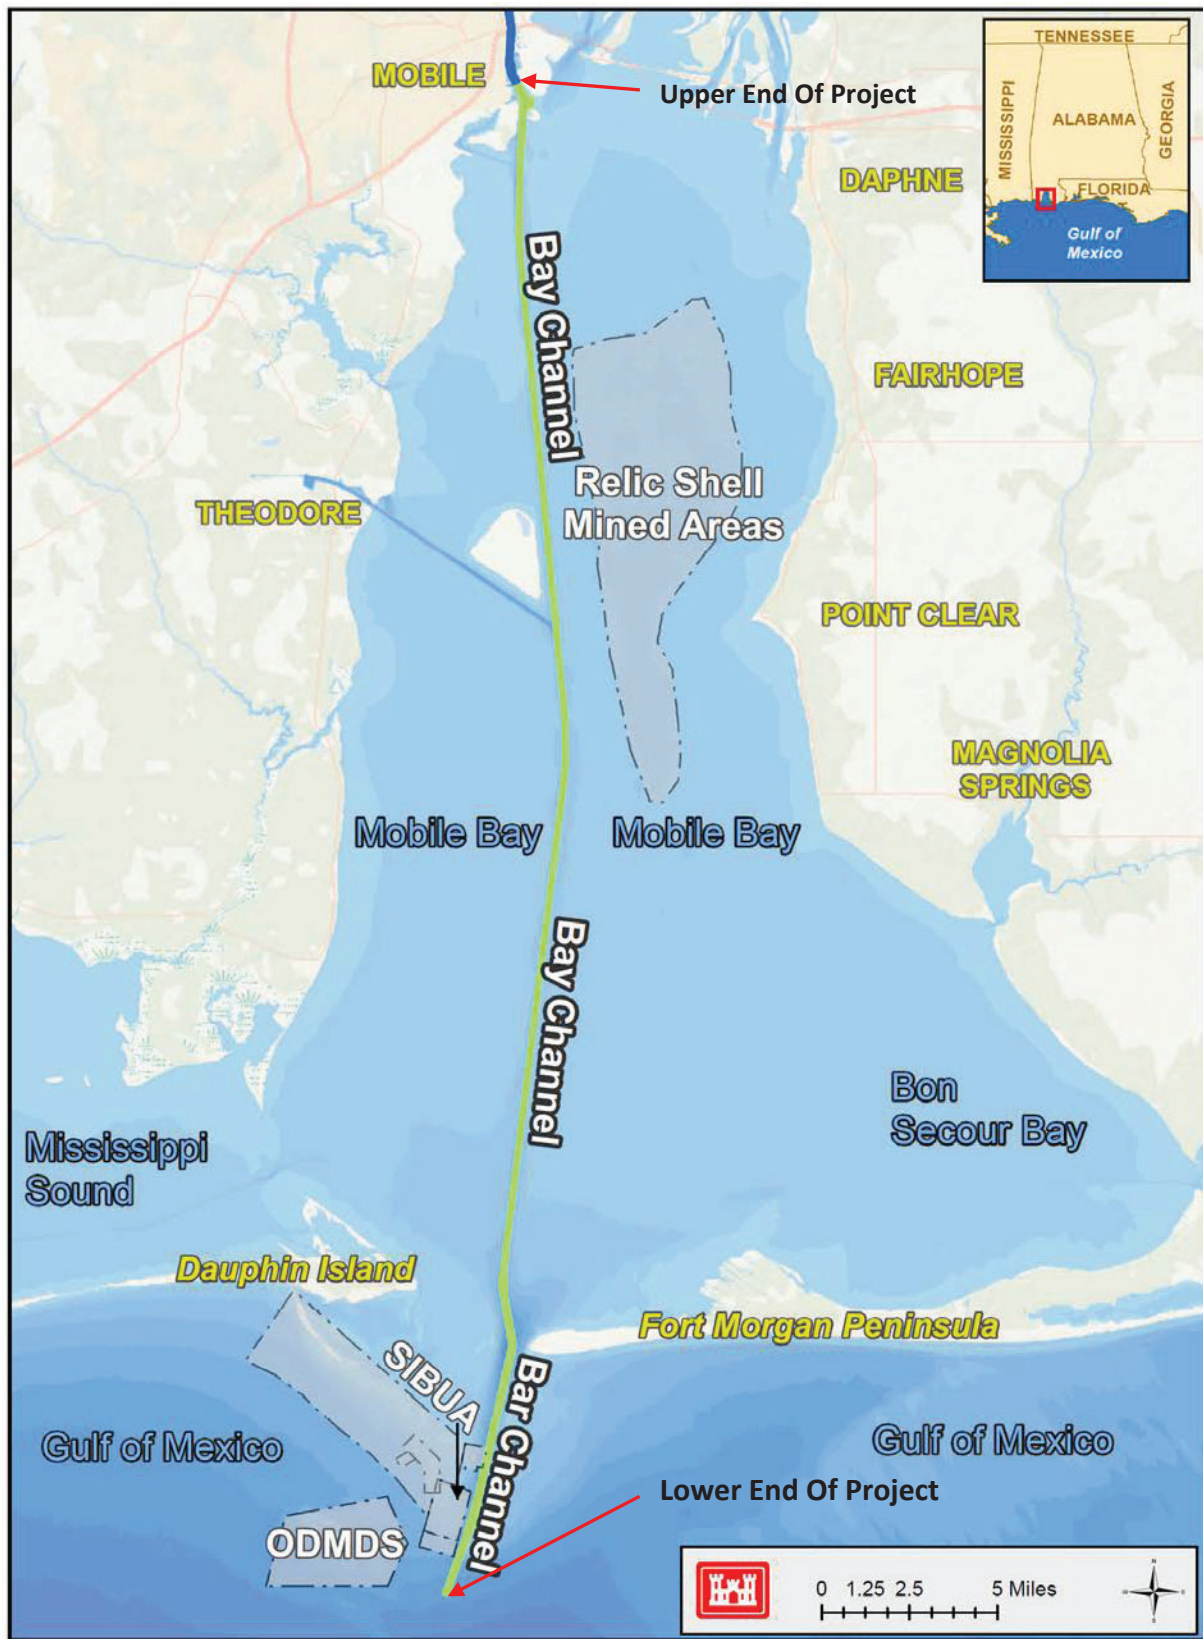 MOBILE
Upper End Of Project
TENNESSEE
MISSISSIPPI
ALABAMA
GEORGIA
FLORIDA
Gulf of
Mexico
DAPHNE
Bay Channel
FAIRHOPE
Relic Shell
Mined Areas
THEODORE
POINT CLEAR
MAGNOLIA
SPRINGS
Mobile Bay
Mobile Bay
Bay Channel
Bon
Secour Bay
Mississippi
Sound
Dauphin Island
Fort Morgan Peninsula
SIBUA
Bar Channel
Gulf of Mexico
Gulf of Mexico
Lower End Of Project
ODMDS
0 1.25 2.5 5 Miles
N